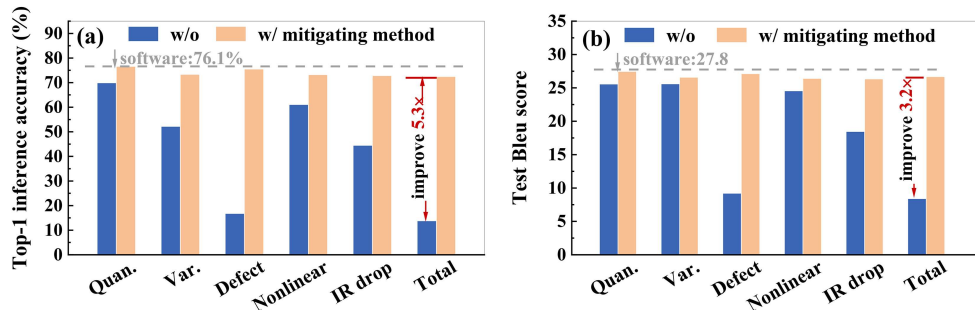 (a)
w/o
w/ mitigating method
software:76.1%
Top-1 inference accuracy (%)
90
80
70
60
50
40
30
20
10
0
improve 5.3×
Quan.
Var.
Defect
Nonlinear
IR drop
Total
(b)
w/o
w/ mitigating method
software:27.8
Test Bleu score
35
30
25
20
15
10
5
0
improve 3.2×
Quan.
Var.
Defect
Nonlinear
IR drop
Total